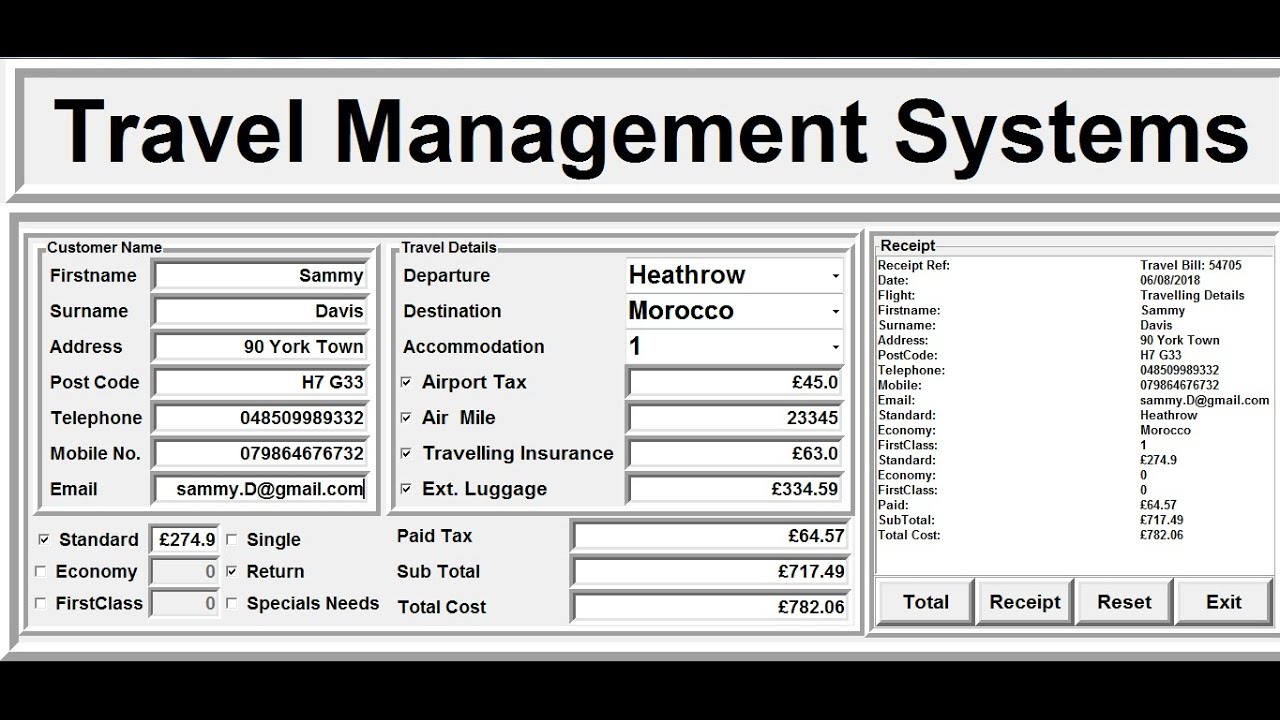 Travel Management Systems
Customer Name
Firstname Sammy
Surname Davis
Address 90 York Town
Post Code H7 G33
Telephone 048509989332
Mobile No. 079864676732
Email sammy.D@gmail.com
Standard £274.9 Single
Economy 0 Return
FirstClass 0 Specials Needs
Travel Details
Departure Heathrow
Destination Morocco
Accommodation 1
Airport Tax £45.0
Air Mile 23345
Travelling Insurance £63.0
Ext. Luggage £334.59
Paid Tax £64.57
Sub Total £717.49
Total Cost £782.06
Receipt
Receipt Ref: Travel Bill: 54705
Date: 06/08/2018
Flight: Travelling Details
Firstname: Sammy
Surname: Davis
Address: 90 York Town
PostCode: H7 G33
Telephone: 048509989332
Mobile: 079864676732
Email: sammy.D@gmail.com
Standard: Heathrow
Economy: Morocco
FirstClass: 1
Standard: £274.9
Economy: 0
FirstClass: 0
Paid: £64.57
SubTotal: £717.49
Total Cost: £782.06
Total Receipt Reset Exit